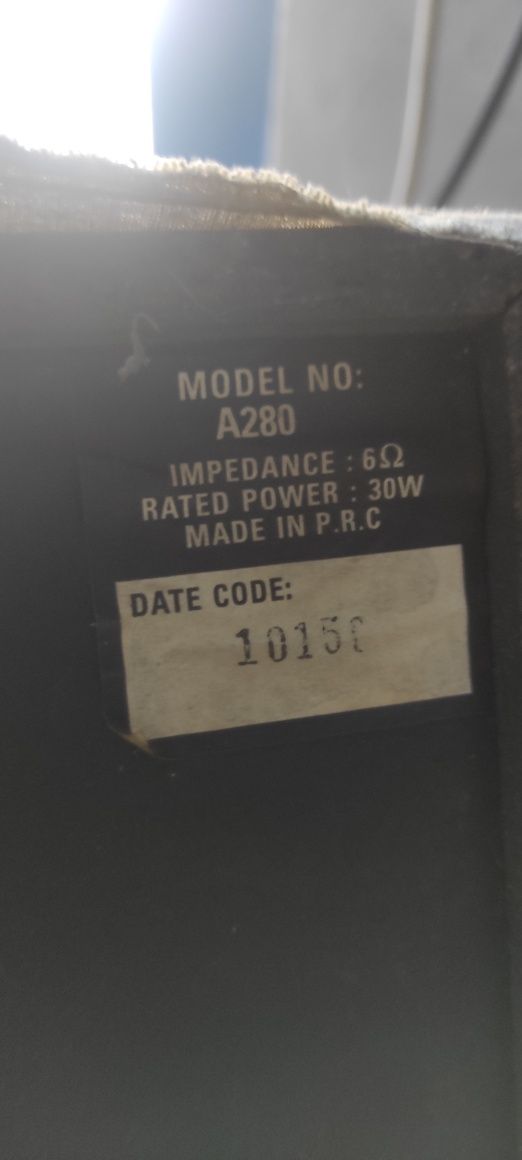 MODEL NO:
A280
IMPEDANCE : 6Ω
RATED POWER : 30W
MADE IN P.R.C
DATE CODE: